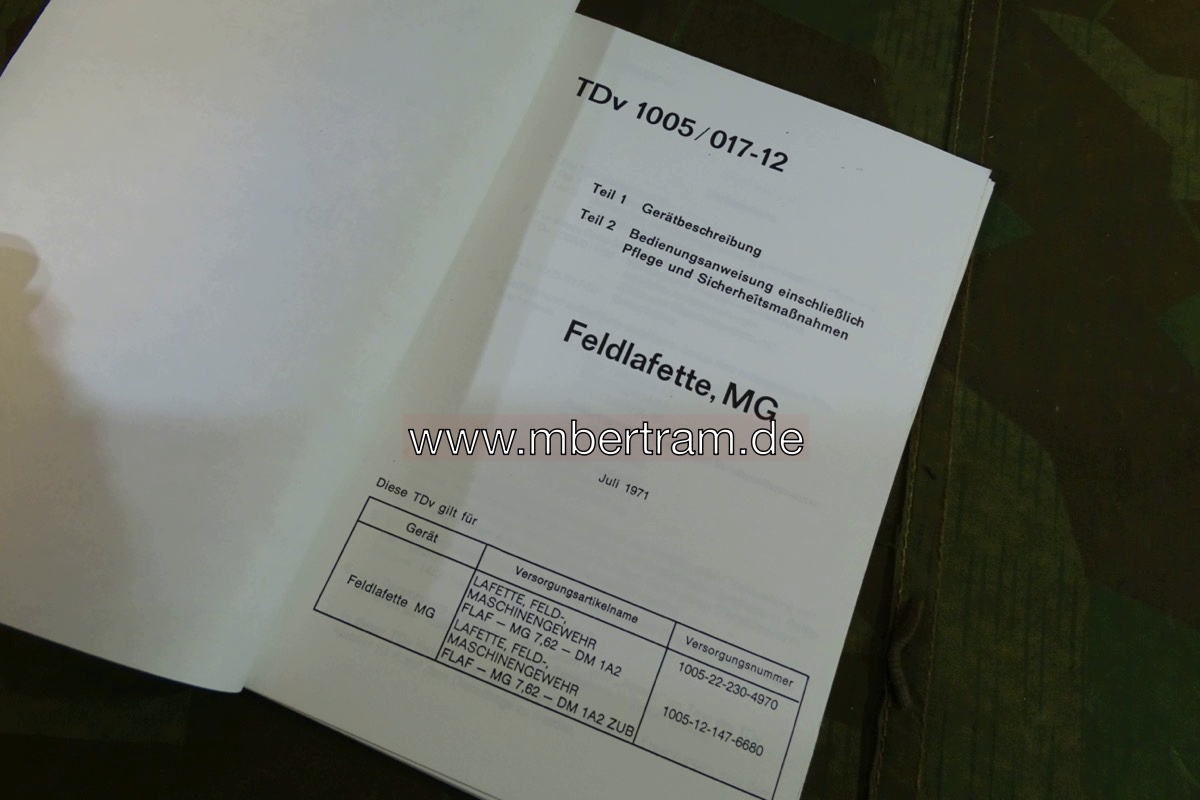 TDv 1005/017-12
Teil 1 Gerätbeschreibung
Teil 2 Bedienungsanweisung einschließlich
Pflege und Sicherheitsmaßnahmen
Feldlafette, MG
www.mbertram.de
Juli 1971
Diese TDv gilt für
Gerät Versorgungsartikelname Versorgungsnummer
Feldlafette MG
LAFETTE, FELD-,
MASCHINENGEWEHR
FLAF – MG 7,62 – DM 1A2
1005-22-230-4970
LAFETTE, FELD-,
MASCHINENGEWEHR
FLAF – MG 7,62 – DM 1A2 ZUB
1005-12-147-6680